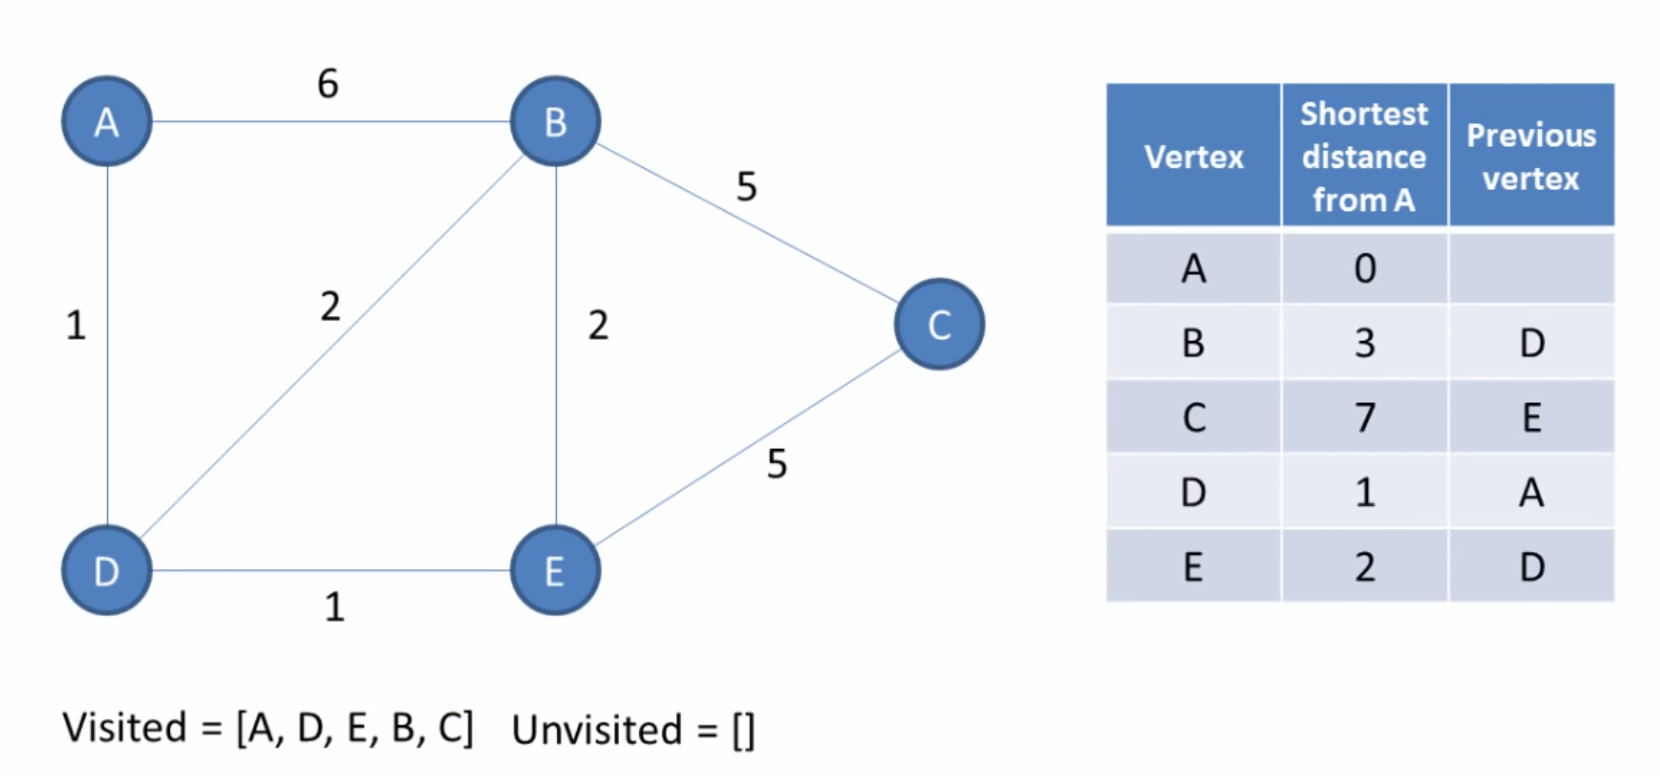 6
A
B
5
Vertex
Shortest
distance
from A
Previous
vertex
A 0
1
2
2
C
B 3 D
C 7 E
5
D 1 A
D
E
1
E 2 D
Visited = [A, D, E, B, C] Unvisited = []